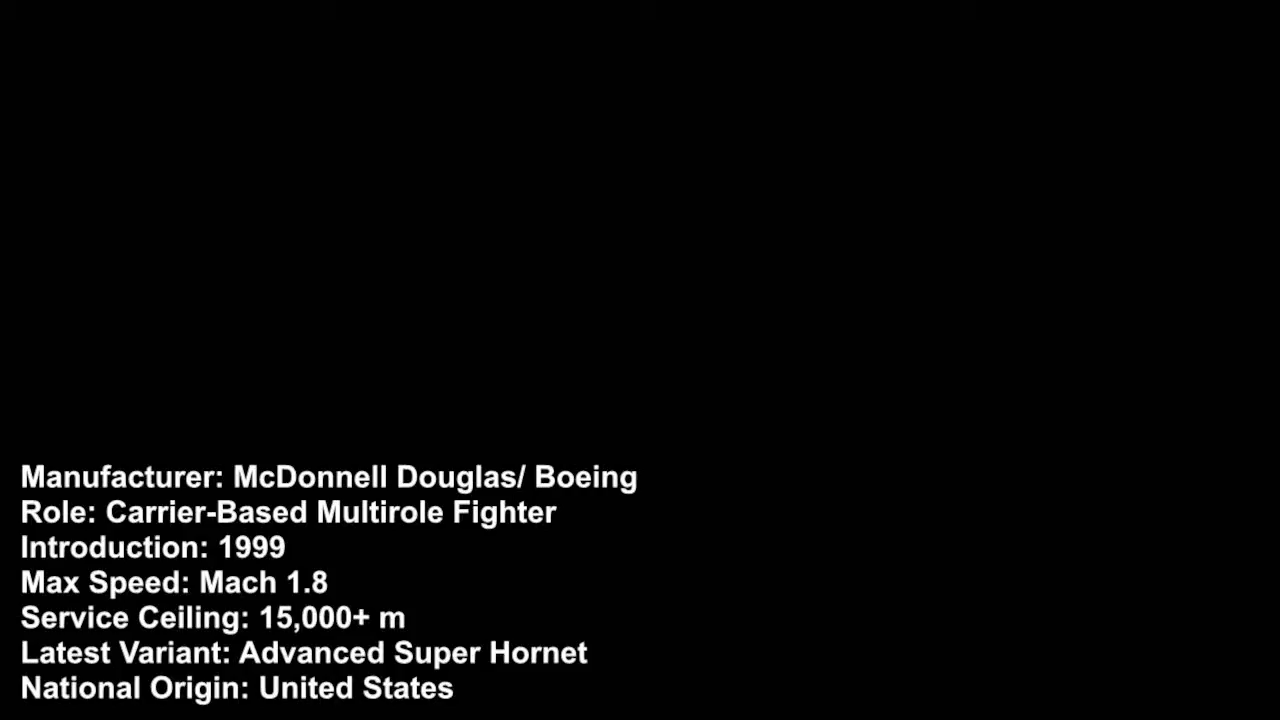 Manufacturer: McDonnell Douglas/ Boeing
Role: Carrier-Based Multirole Fighter
Introduction: 1999
Max Speed: Mach 1.8
Service Ceiling: 15,000+ m
Latest Variant: Advanced Super Hornet
National Origin: United States